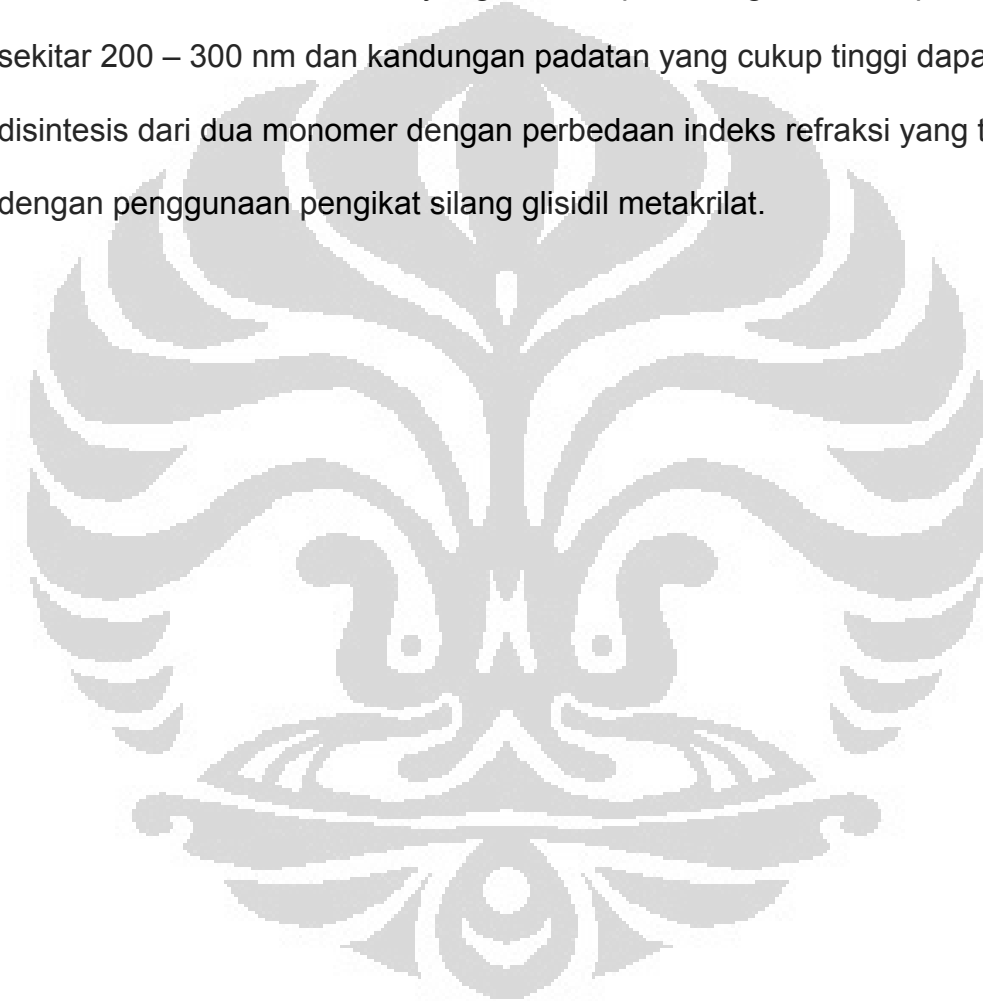 sekitar 200 – 300 nm dan kandungan padatan yang cukup tinggi
disintesis dari dua monomer dengan perbedaan indeks refraksi yang
dengan penggunaan pengikat silang glisidil metakrilat.